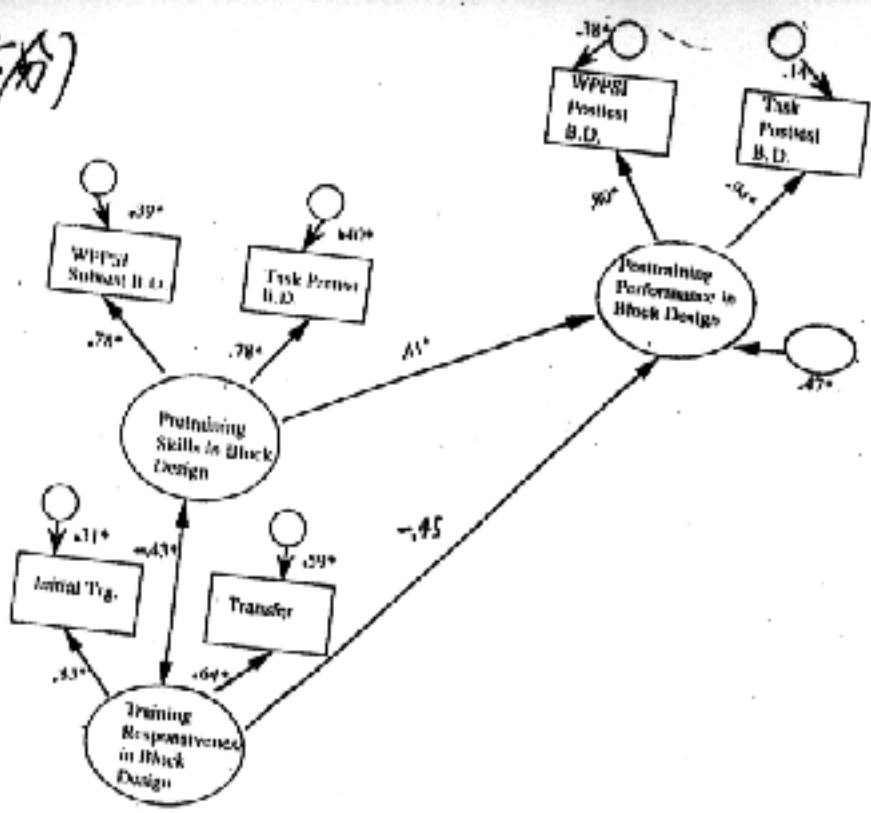 .18*
.14*
WPPSI
Posttest
B.D.
Task
Posttest
B.D.
.39*
.40*
WPPSI
Subtest B.D.
Task Pretest
B.D.
.90*
Posttraining
Performance in
Block Design
.78*
.78*
.47*
Pretraining
Skills in Block
Design
.31*
-.43*
-.45
.59*
Initial Trg.
Transfer
.83*
.64*
Training
Responsiveness
in Block
Design